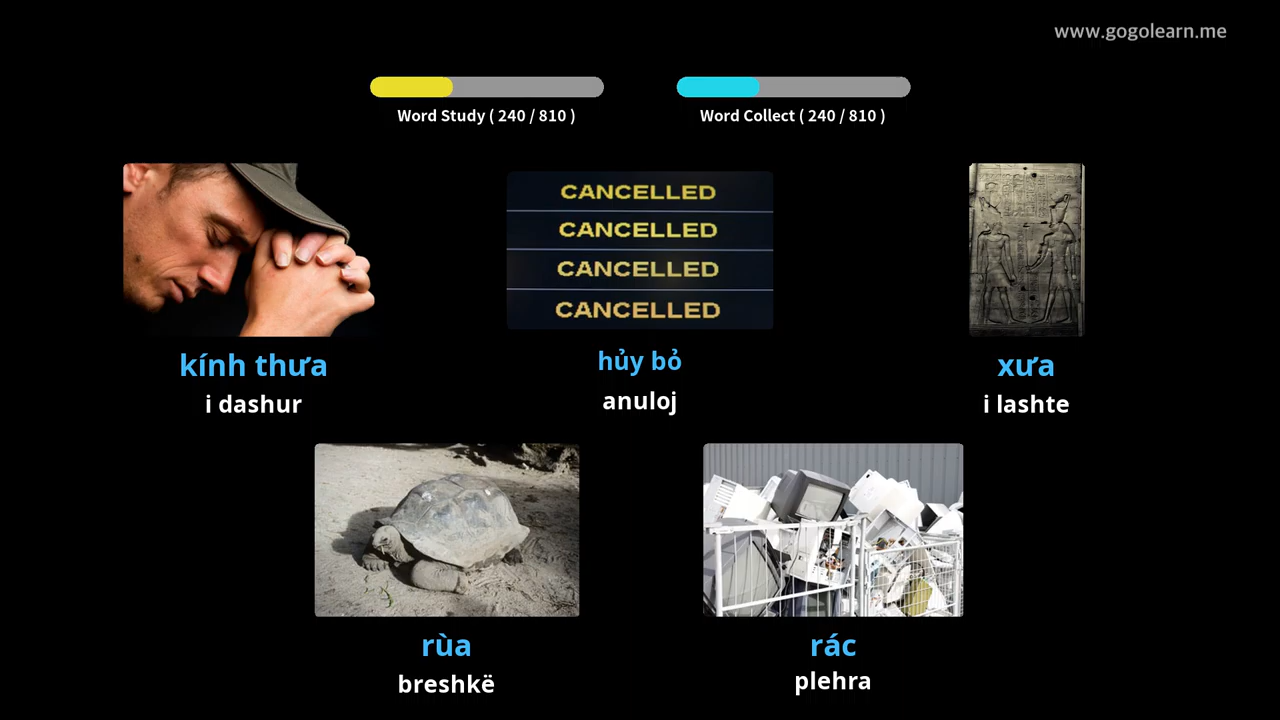 www.gogolearn.me
Word Study ( 240 / 810 )
Word Collect ( 240 / 810 )
CANCELLED
CANCELLED
CANCELLED
CANCELLED
kính thưa
i dashur
hủy bỏ
anuloj
xưa
i lashte
rùa
breshkë
rác
plehra